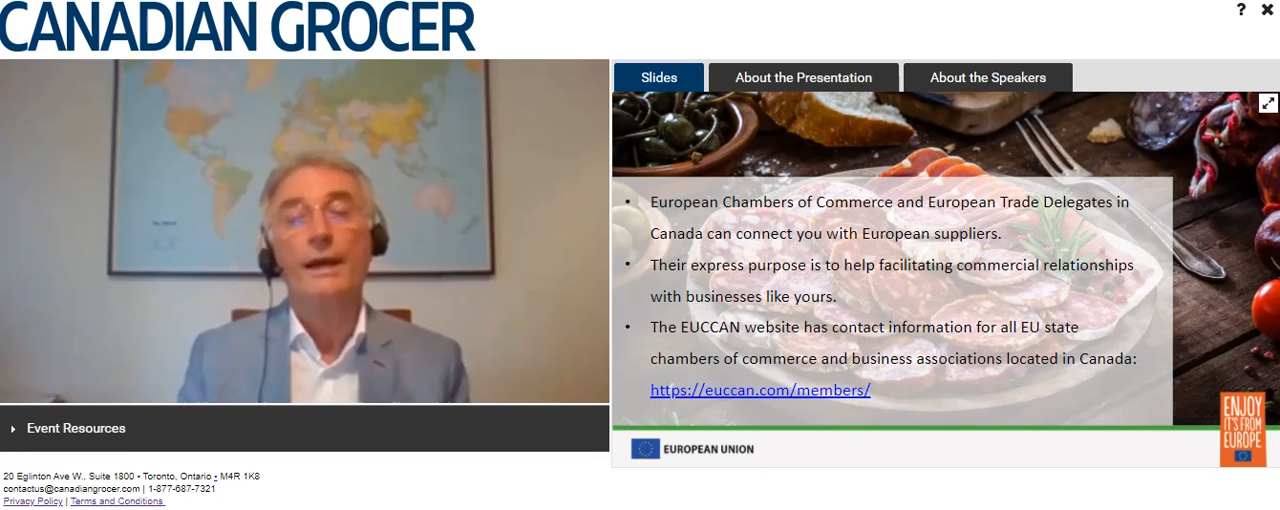 CANADIAN GROCER
? ✖
Slides
About the Presentation
About the Speakers
• European Chambers of Commerce and European Trade Delegates in
Canada can connect you with European suppliers.
• Their express purpose is to help facilitating commercial relationships
with businesses like yours.
• The EUCCAN website has contact information for all EU state
chambers of commerce and business associations located in Canada:
https://euccan.com/members/
ENJOY
IT'S FROM
EUROPE
EUROPEAN UNION
Event Resources
20 Eglinton Ave W., Suite 1800 • Toronto, Ontario • M4R 1K8
contactus@canadiangrocer.com | 1-877-687-7321
Privacy Policy | Terms and Conditions